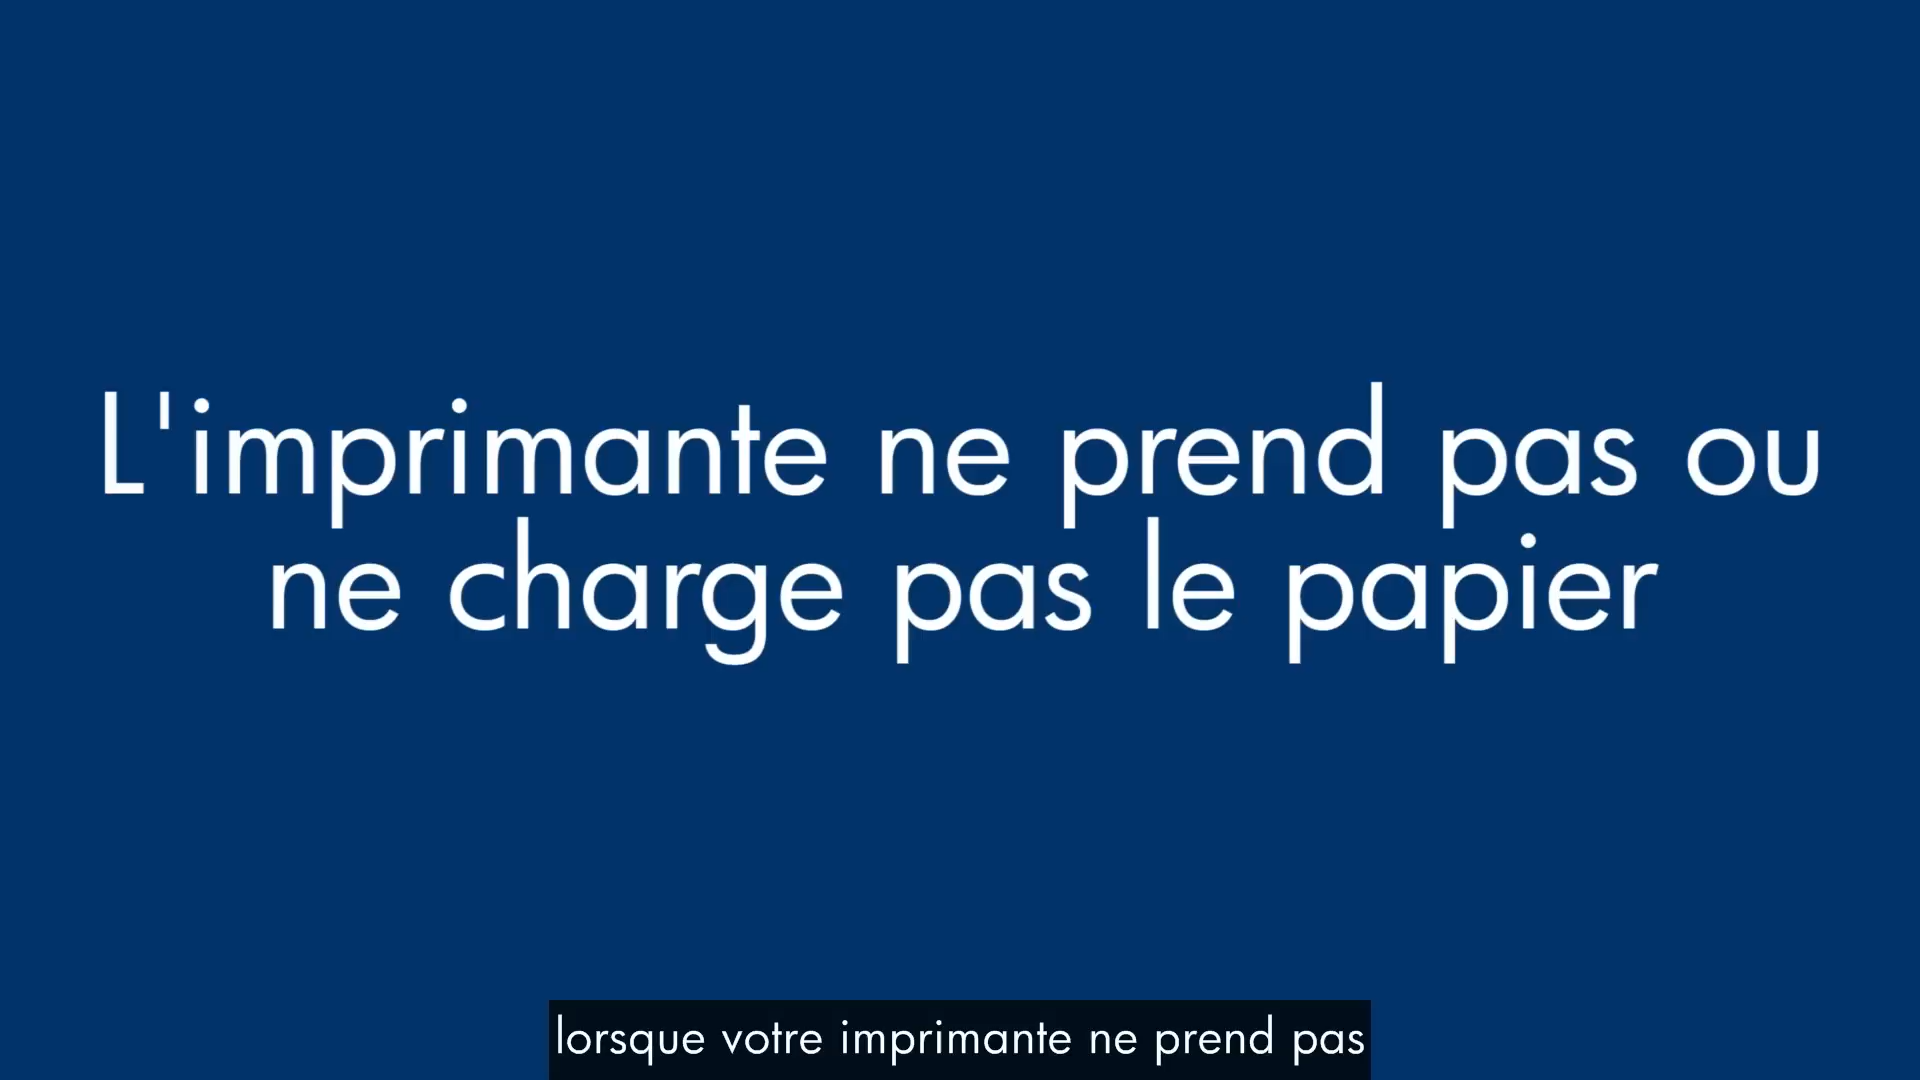 L'imprimante ne prend pas ou
ne charge pas le papier
lorsque votre imprimante ne prend pas